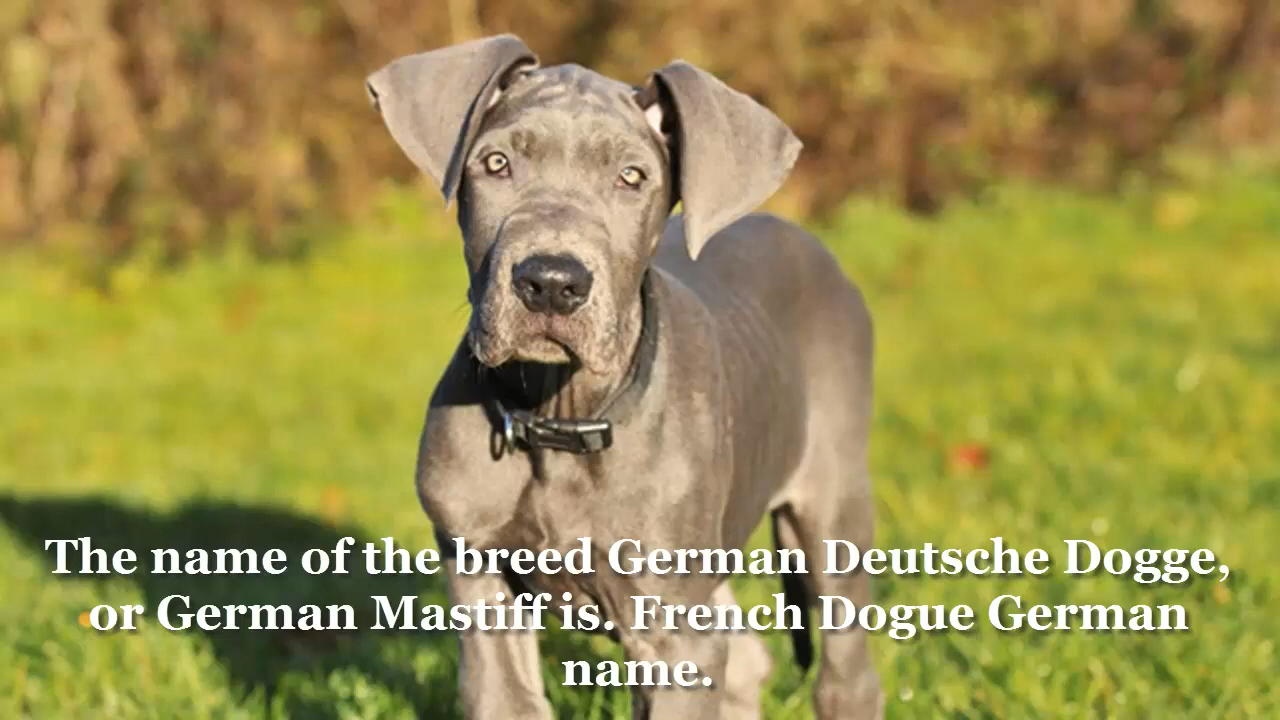 The name of the breed German Deutsche Dogge,
or German Mastiff is. French Dogue German
name.